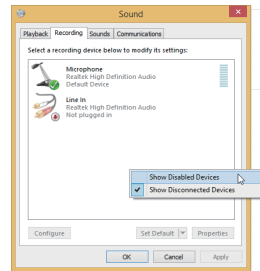 Sound
Playback Recording Sounds Communications
Select a recording device below to modify its settings:
Microphone
Realtek High Definition Audio
Default Device
Line In
Realtek High Definition Audio
Not plugged in
Show Disabled Devices
Show Disconnected Devices
Configure Set Default Properties
OK Cancel Apply